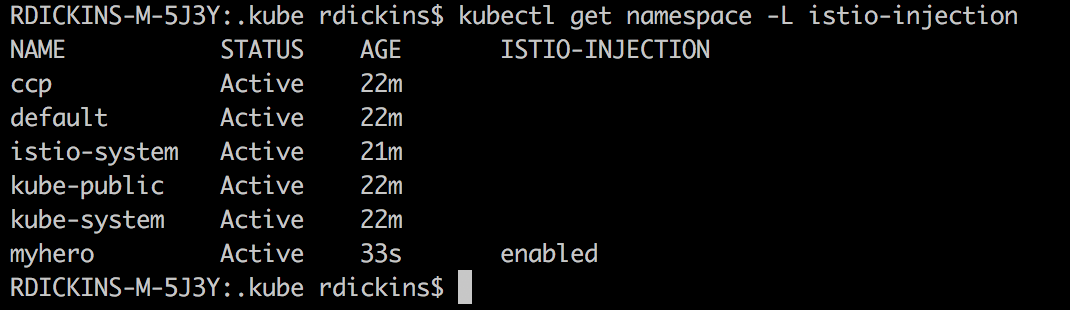 RDICKINS-M-5J3Y:.kube rdickins$ kubectl get namespace -L istio-injection
NAME STATUS AGE ISTIO-INJECTION
ccp Active 22m
default Active 22m
istio-system Active 21m
kube-public Active 22m
kube-system Active 22m
myhero Active 33s enabled
RDICKINS-M-5J3Y:.kube rdickins$